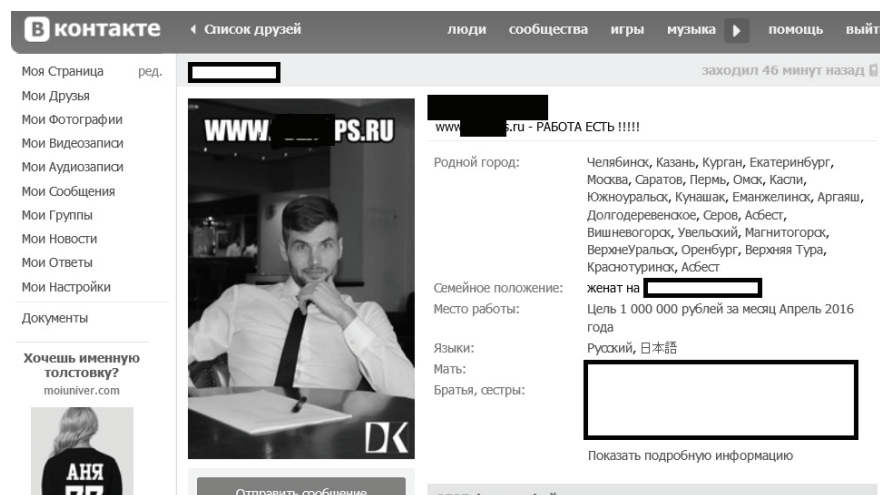 В контакте
Список друзей
люди сообщества игры музыка помощь выйт
Моя Страница ред.
Мои Друзья
Мои Фотографии
Мои Видеозаписи
Мои Аудиозаписи
Мои Сообщения
Мои Группы
Мои Новости
Мои Ответы
Мои Настройки
Документы
Хочешь именную
толстовку?
moiuniver.com
АНЯ
77
заходил 46 минут назад
WWW. PS.RU
DK
Отправить сообщение
www s.ru - РАБОТА ЕСТЬ !!!!!
Родной город: Челябинск, Казань, Курган, Екатеринбург,
Москва, Саратов, Пермь, Омск, Касли,
Южноуральск, Кунашак, Еманжелинск, Аргаяш,
Долгодеревенское, Серов, Асбест,
Вишневогорск, Увельский, Магнитогорск,
ВерхнеУральск, Оренбург, Верхняя Тура,
Краснотуринск, Асбест
Семейное положение: женат на
Место работы: Цель 1 000 000 рублей за месяц Апрель 2016
года
Языки: Русский, 日本語
Мать:
Братья, сестры:
Показать подробную информацию